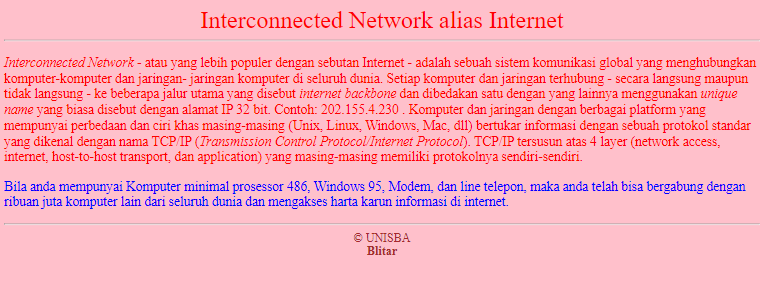 Interconnected Network alias Internet
Interconnected Network - atau yang lebih populer dengan sebutan Internet - adalah sebuah sistem komunikasi global yang menghubungkan
komputer-komputer dan jaringan- jaringan komputer di seluruh dunia. Setiap komputer dan jaringan terhubung - secara langsung maupun
tidak langsung - ke beberapa jalur utama yang disebut internet backbone dan dibedakan satu dengan yang lainnya menggunakan unique
name yang biasa disebut dengan alamat IP 32 bit. Contoh: 202.155.4.230 . Komputer dan jaringan dengan berbagai platform yang
mempunyai perbedaan dan ciri khas masing-masing (Unix, Linux, Windows, Mac, dll) bertukar informasi dengan sebuah protokol standar
yang dikenal dengan nama TCP/IP (Transmission Control Protocol/Internet Protocol). TCP/IP tersusun atas 4 layer (network access,
internet, host-to-host transport, dan application) yang masing-masing memiliki protokolnya sendiri-sendiri.
Bila anda mempunyai Komputer minimal prosessor 486, Windows 95, Modem, dan line telepon, maka anda telah bisa bergabung dengan
ribuan juta komputer lain dari seluruh dunia dan mengakses harta karun informasi di internet.
© UNISBA
Blitar